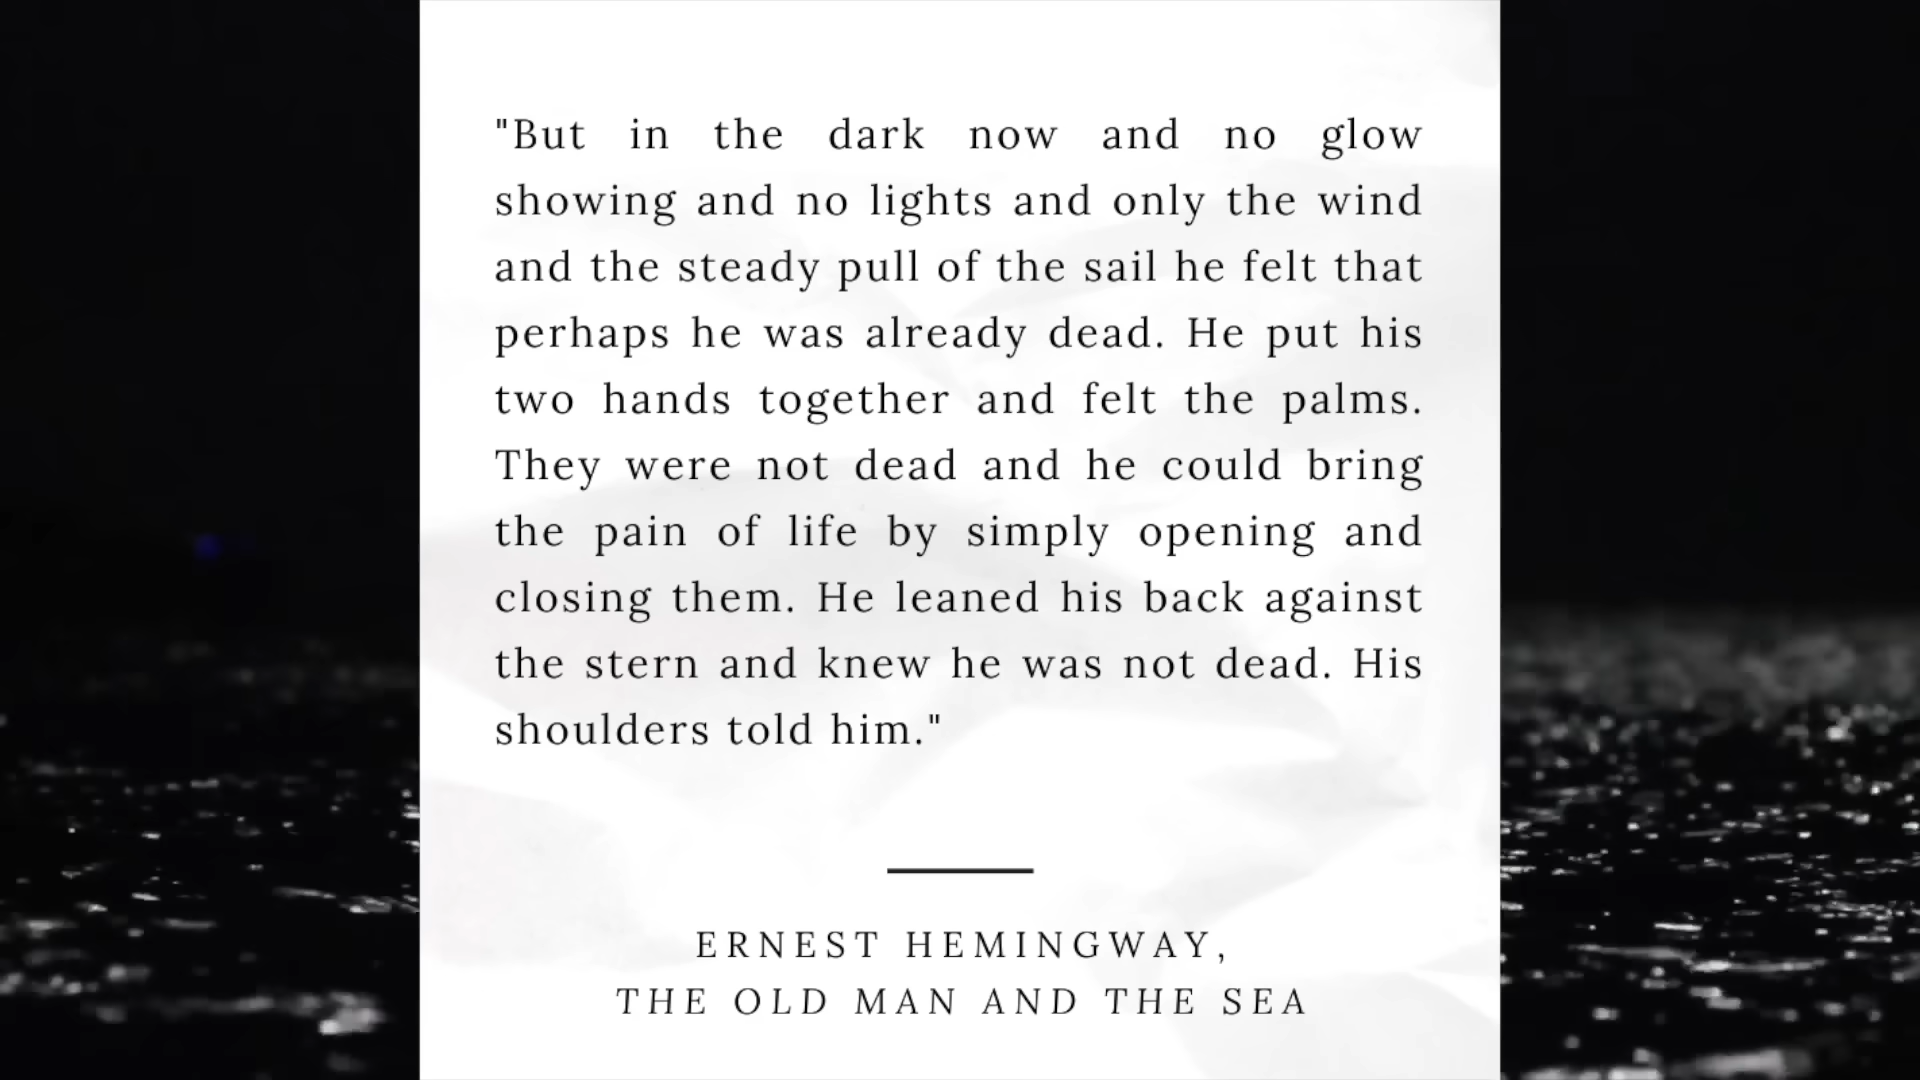 "But in the dark now and no glow
showing and no lights and only the wind
and the steady pull of the sail he felt that
perhaps he was already dead. He put his
two hands together and felt the palms.
They were not dead and he could bring
the pain of life by simply opening and
closing them. He leaned his back against
the stern and knew he was not dead. His
shoulders told him."
ERNEST HEMINGWAY,
THE OLD MAN AND THE SEA